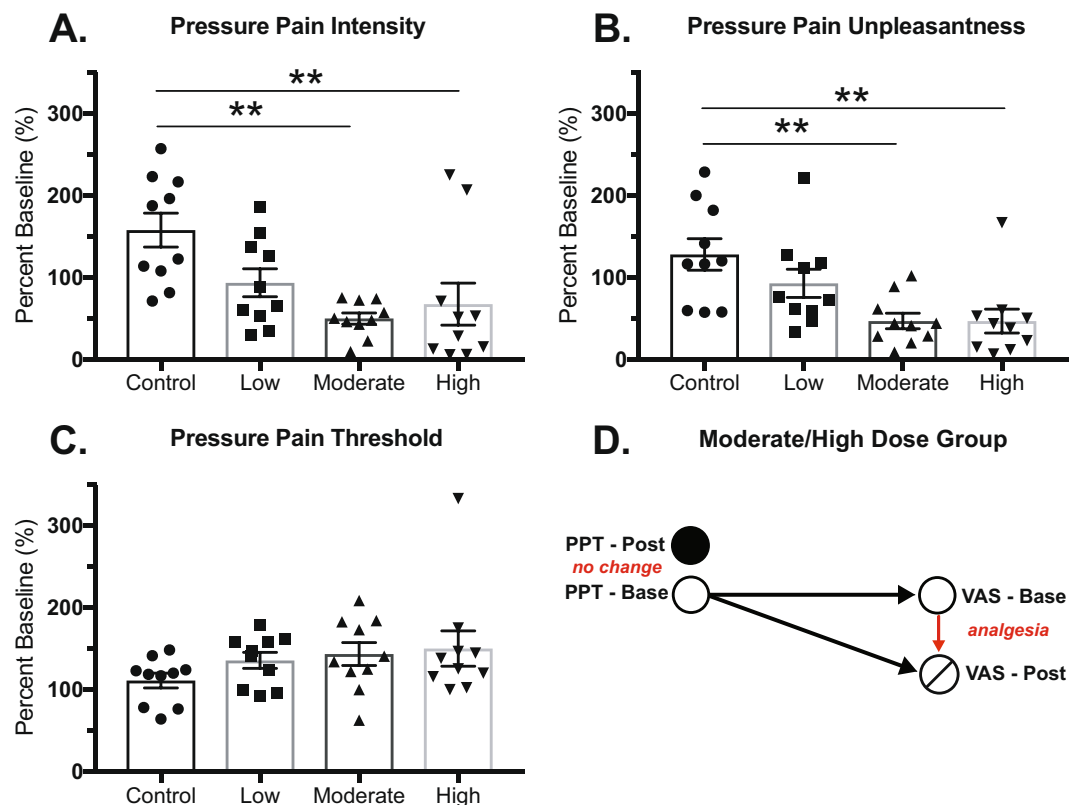 A.
Pressure Pain Intensity
Percent Baseline (%)
300
200
100
0
**
**
Control Low Moderate High
B.
Pressure Pain Unpleasantness
Percent Baseline (%)
300
200
100
0
**
**
Control Low Moderate High
C.
Pressure Pain Threshold
Percent Baseline (%)
300
200
100
0
Control Low Moderate High
D.
Moderate/High Dose Group
PPT - Post
no change
PPT - Base
VAS - Base
analgesia
VAS - Post